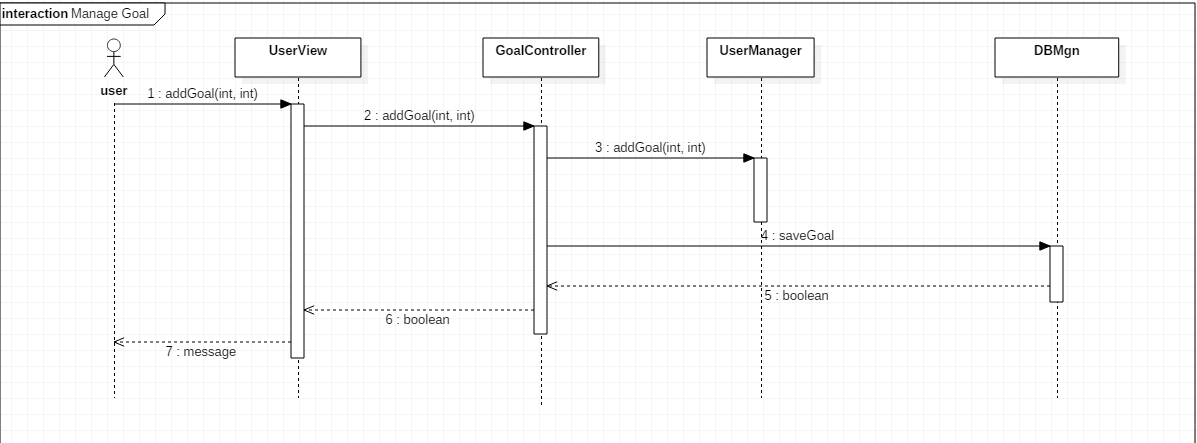 interaction Manage Goal
UserView
GoalController
UserManager
DBMgn
user
1 : addGoal(int, int)
2 : addGoal(int, int)
3 : addGoal(int, int)
4 : saveGoal
5 : boolean
6 : boolean
7 : message